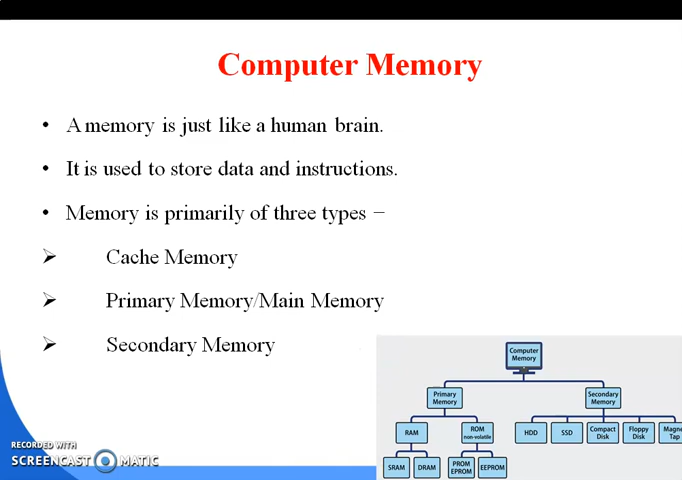 Computer Memory
• A memory is just like a human brain.
• It is used to store data and instructions.
• Memory is primarily of three types −
➢ Cache Memory
➢ Primary Memory/Main Memory
➢ Secondary Memory
Computer
Memory
Primary
Memory
Secondary
Memory
RAM
ROM
non-volatile
HDD
SSD
Compact
Disk
Floppy
Disk
Magne
Tap
SRAM
DRAM
PROM
EPROM
EEPROM
RECORDED WITH
SCREENCAST MATIC